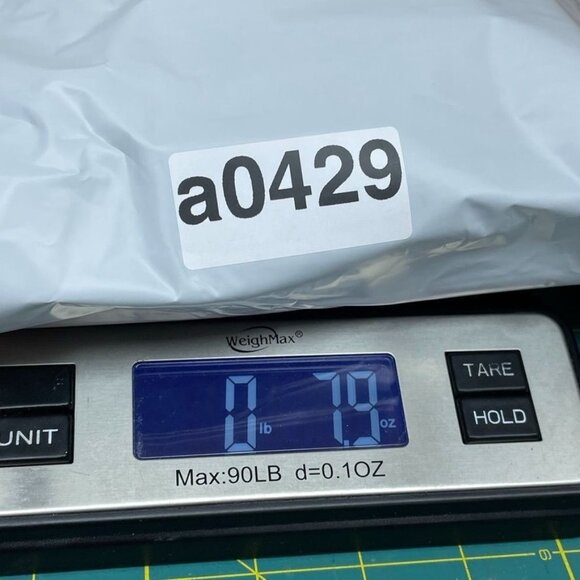 a0429
WeighMax®
0 lb 7.9 oz
UNIT
TARE
HOLD
Max:90LB d=0.1OZ